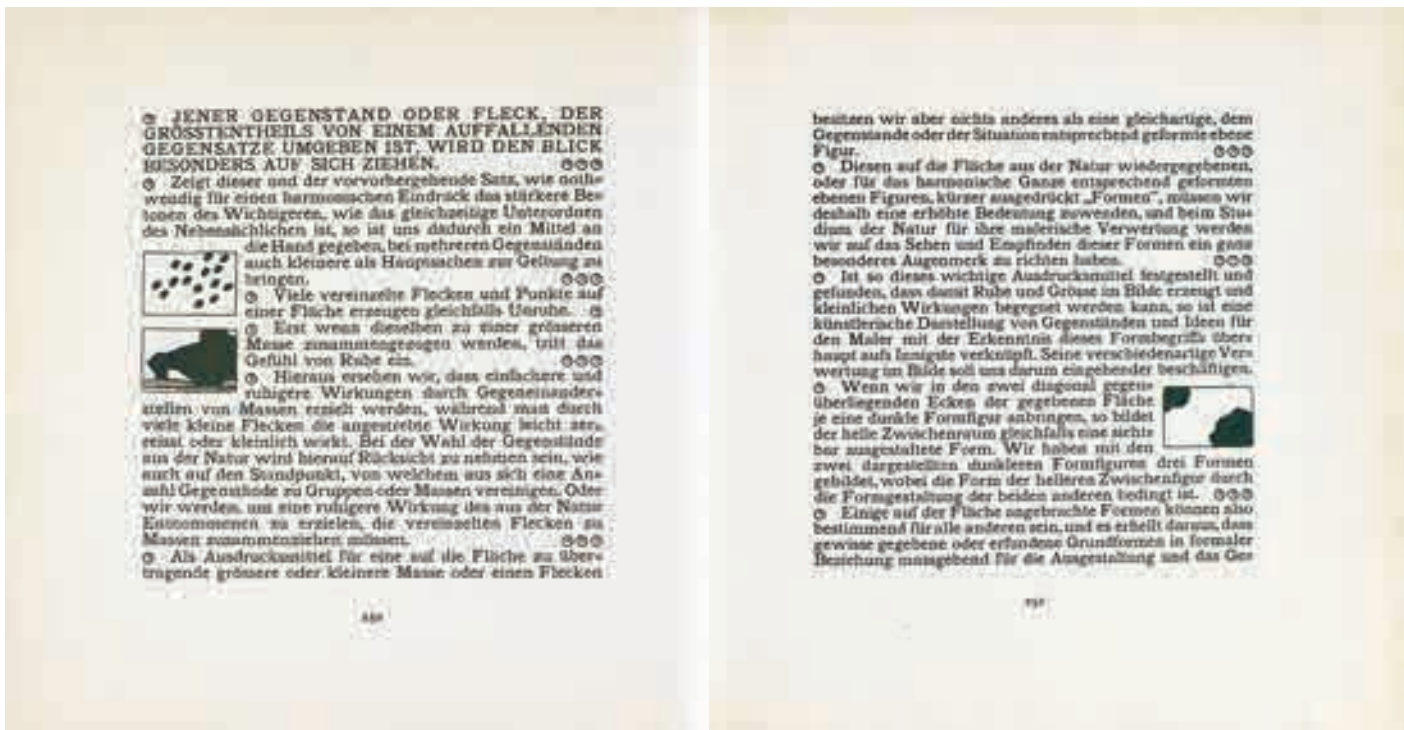 JENER GEGENSTAND ODER FLECK, DER
GRÖSSTENTHEILS VON EINEM AUFFALLENDEN
GEGENSATZE UMGEBEN IST, WIRD DEN BLICK
BESONDERS AUF SICH ZIEHEN.
Zeigt dieser und der vorvorhergehende Satz, wie noth-
wendig für einen harmonischen Eindruck das stärkere Be-
tonen des Wichtigeren, wie das gleichzeitige Unterordnen
des Nebensächlichen ist, so ist uns dadurch ein Mittel an
die Hand gegeben, bei mehreren Gegenständen
auch kleinere als Hauptsachen zur Geltung zu
bringen.
Viele vereinzelte Flecken und Punkte auf
einer Fläche erzeugen gleichfalls Unruhe.
Erst wenn dieselben zu einer grösseren
Masse zusammengezogen werden, tritt das
Gefühl von Ruhe ein.
Hieraus ersehen wir, dass einfachere und
ruhigere Wirkungen durch Gegeneinander-
stellen von Massen erzielt werden, während man durch
viele kleine Flecken die angestrebte Wirkung leicht zer-
reisst oder kleinlich wirkt. Bei der Wahl der Gegenstände
aus der Natur wird hierauf Rücksicht zu nehmen sein, wie
auch auf den Standpunkt, von welchem aus sich eine An-
zahl Gegenstände zu Gruppen oder Massen vereinigen. Oder
wir werden, um eine ruhigere Wirkung des aus der Natur
Entnommenen zu erzielen, die vereinzelten Flecken zu
Massen zusammenziehen müssen.
Als Ausdrucksmittel für eine auf die Fläche zu über-
tragende grössere oder kleinere Masse oder einen Flecken
besitzen wir aber nichts anderes als eine gleichartige, dem
Gegenstande oder der Situation entsprechend geformte ebene
Figur.
Diesen auf die Fläche aus der Natur wiedergegebenen,
oder für das harmonische Ganze entsprechend geformten
ebenen Figuren, kürzer ausgedrückt „Formen“, müssen wir
deshalb eine erhöhte Bedeutung zuwenden, und beim Stu-
dium der Natur für ihre malerische Verwertung werden
wir auf das Sehen und Empfinden dieser Formen ein ganz
besonderes Augenmerk zu richten haben.
Ist so dieses wichtige Ausdrucksmittel festgestellt und
gefunden, dass damit Ruhe und Grösse im Bilde erzeugt und
kleinlichen Wirkungen begegnet werden kann, so ist eine
künstlerische Darstellung von Gegenständen und Ideen für
den Maler mit der Erkenntnis dieses Formbegriffs über-
haupt aufs Innigste verknüpft. Seine verschiedenartige Ver-
wertung im Bilde soll uns darum eingehender beschäftigen.
Wenn wir in den zwei diagonal gegen-
überliegenden Ecken der gegebenen Fläche
je eine dunkle Formfigur anbringen, so bildet
der helle Zwischenraum gleichfalls eine sicht-
bar ausgestaltete Form. Wir haben mit den
zwei dargestellten dunkleren Formfiguren drei Formen
gebildet, wobei die Form der helleren Zwischenfigur durch
die Formgestaltung der beiden anderen bedingt ist.
Einige auf der Fläche angebrachte Formen können also
bestimmend für alle anderen sein, und es erhellt daraus, dass
gewisse gegebene oder erfundene Grundformen in formaler
Beziehung massgebend für die Ausgestaltung und das Ge-